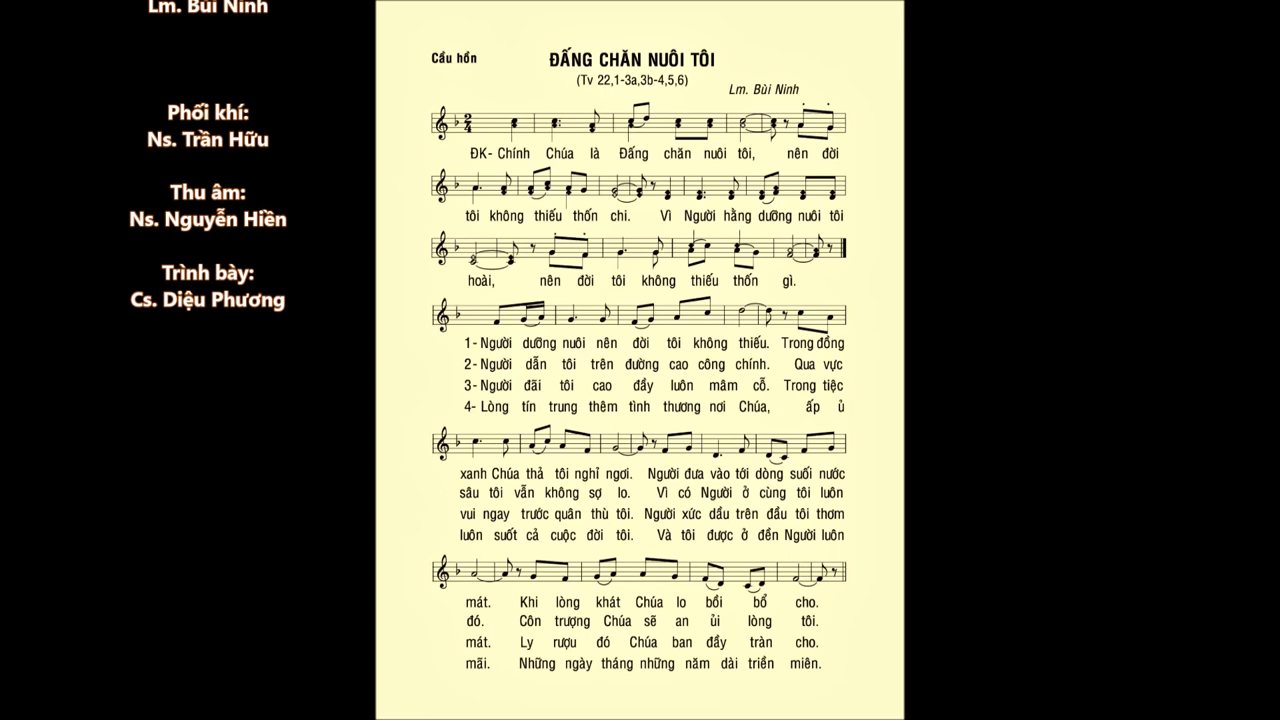 Lm. Bùi Ninh
Phối khí:
Ns. Trần Hữu
Thu âm:
Ns. Nguyễn Hiền
Trình bày:
Cs. Diệu Phương
Cầu hồn
ĐẤNG CHĂN NUÔI TÔI
(Tv 22,1-3a,3b-4,5,6)
Lm. Bùi Ninh
2
4
ĐK- Chính Chúa là Đấng chăn nuôi tôi, nên đời
tôi không thiếu thốn chi. Vì Người hằng dưỡng nuôi tôi
hoài, nên đời tôi không thiếu thốn gì.
1- Người dưỡng nuôi nên đời tôi không thiếu. Trong đồng
2- Người dẫn tôi trên đường cao công chính. Qua vực
3- Người đãi tôi cao đầy luôn mâm cỗ. Trong tiệc
4- Lòng tín trung thêm tình thương nơi Chúa, ấp ủ
xanh Chúa thả tôi nghỉ ngơi. Người đưa vào tới dòng suối nước
sâu tôi vẫn không sợ lo. Vì có Người ở cùng tôi luôn
vui ngay trước quân thù tôi. Người xức dầu trên đầu tôi thơm
luôn suốt cả cuộc đời tôi. Và tôi được ở đền Người luôn
mát. Khi lòng khát Chúa lo bồi bổ cho.
đó. Côn trượng Chúa sẽ an ủi lòng tôi.
mát. Ly rượu đó Chúa ban đầy tràn cho.
mãi. Những ngày tháng những năm dài triền miên.